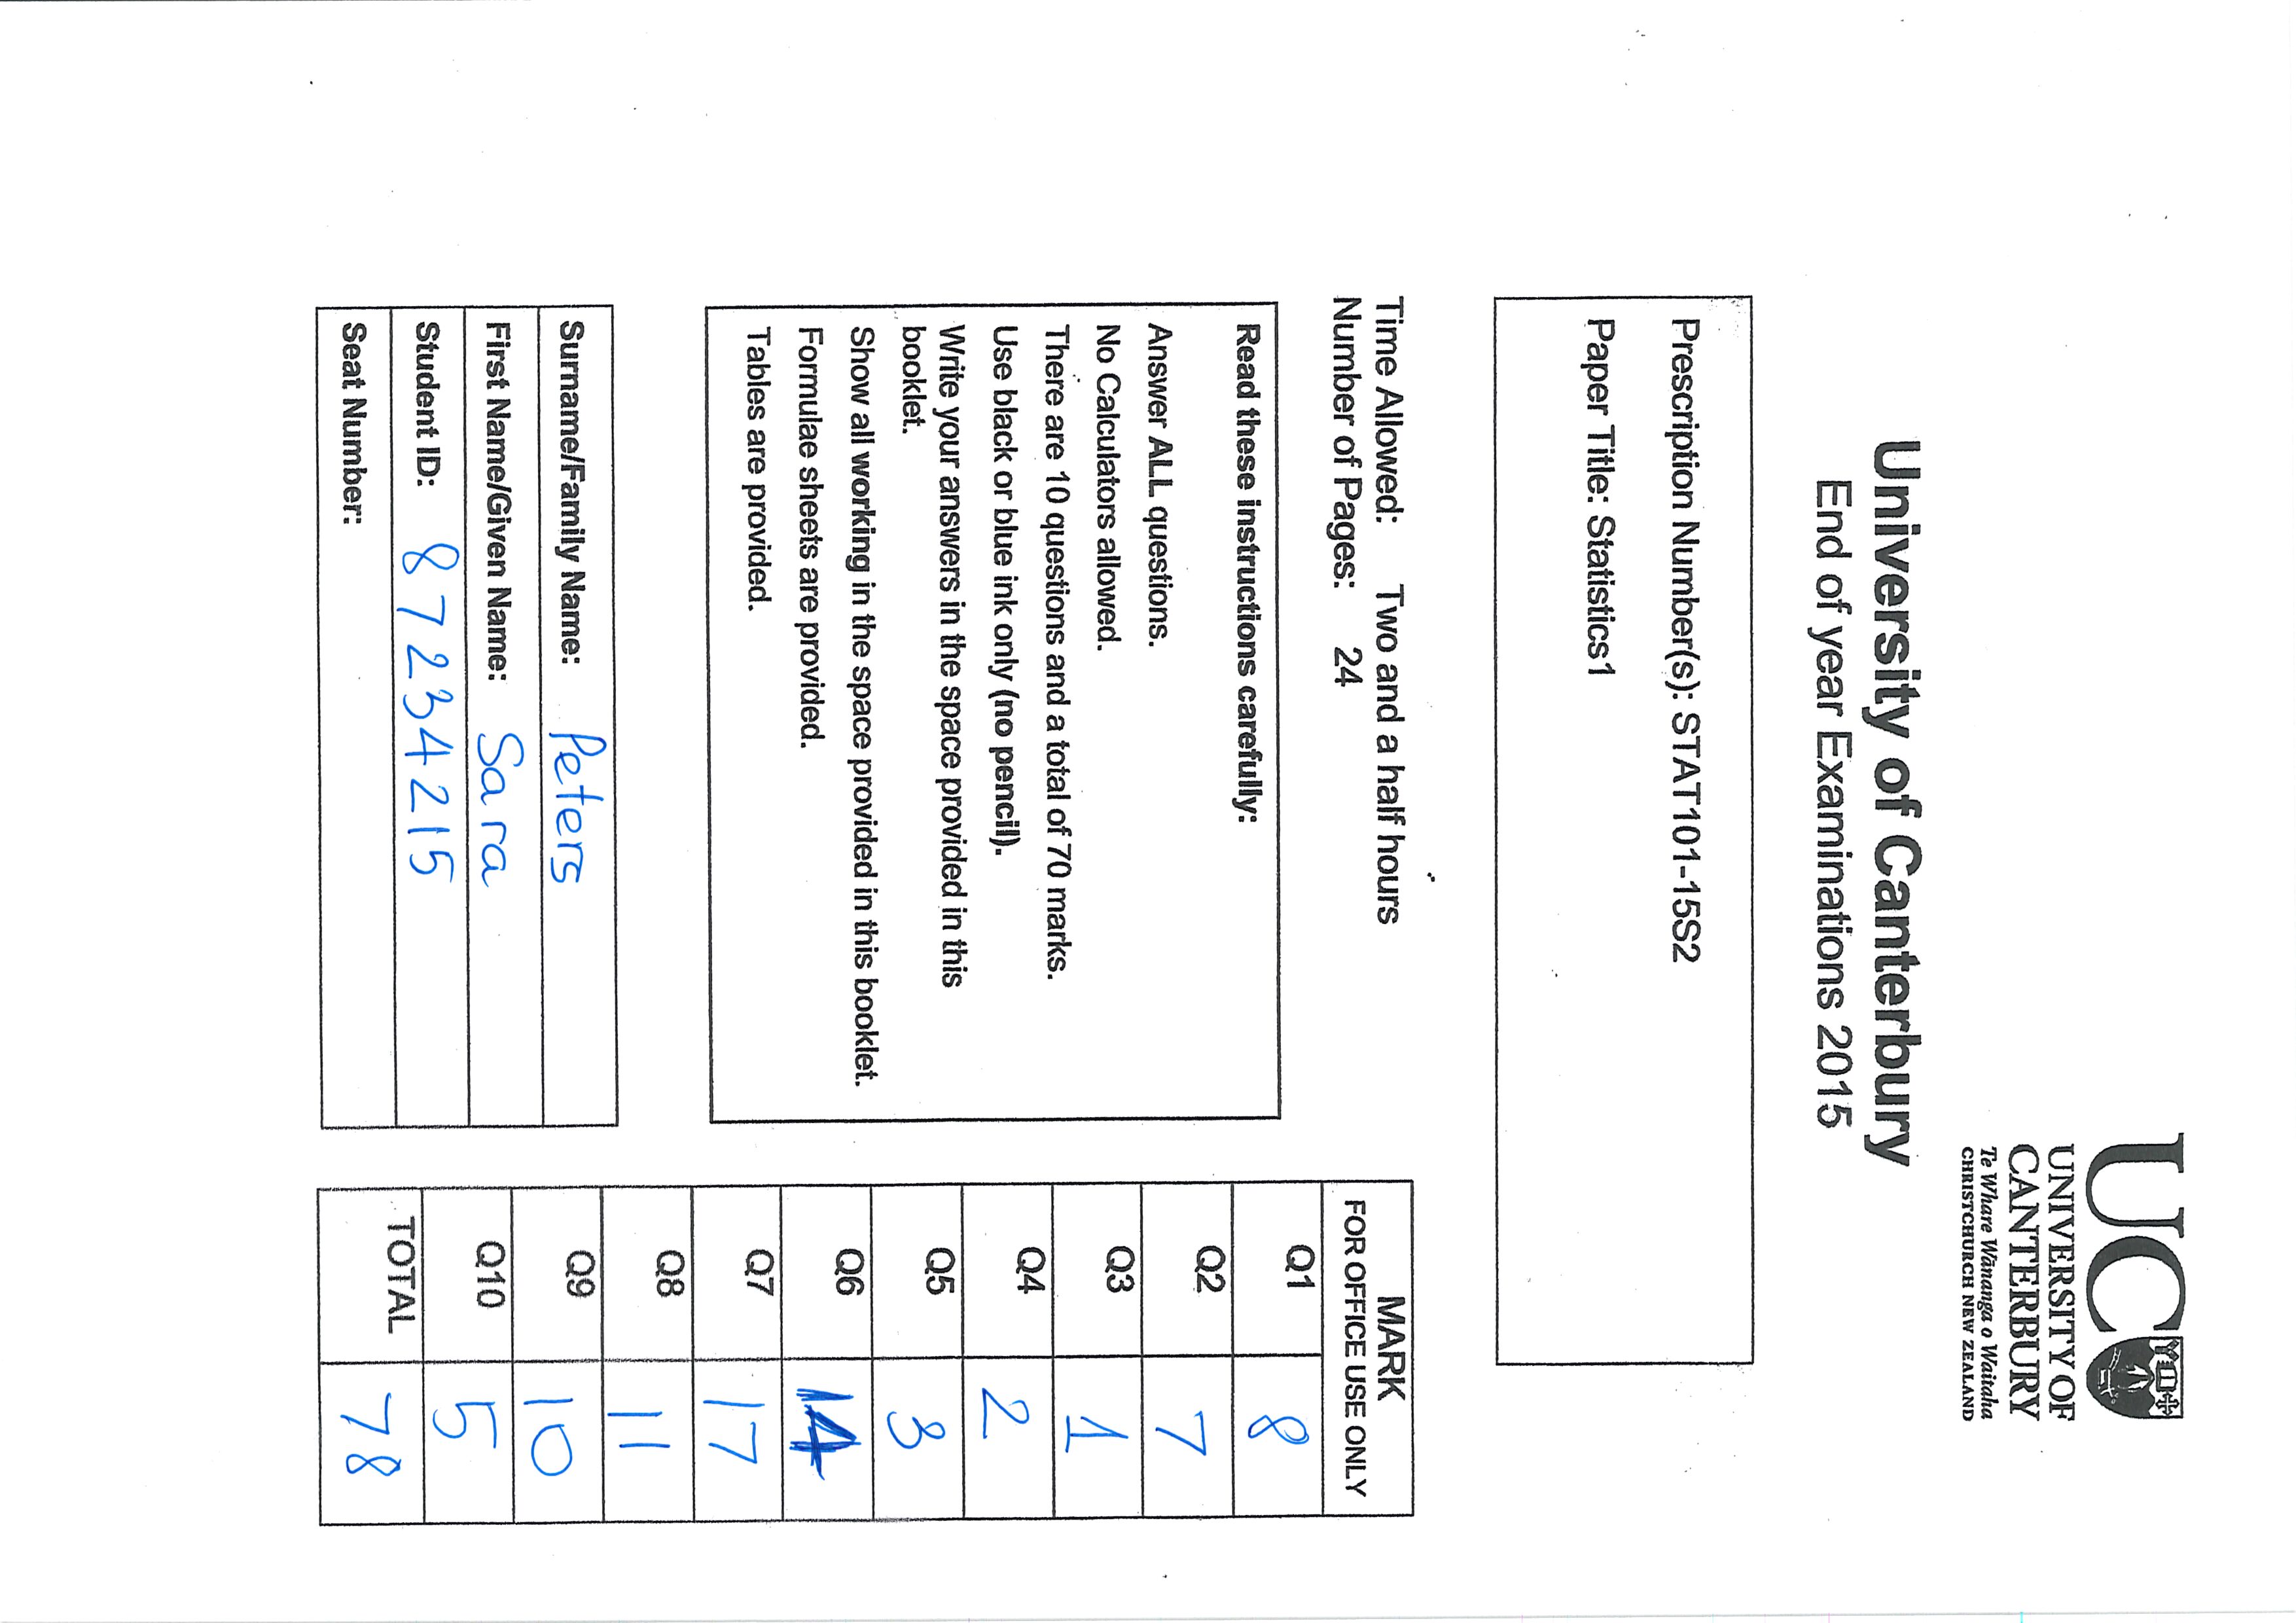 UC
UNIVERSITY OF
CANTERBURY
Te Whare Wānanga o Waitaha
CHRISTCHURCH NEW ZEALAND
University of Canterbury
End of year Examinations 2015
Prescription Number(s): STAT101-15S2
Paper Title: Statistics1
Time Allowed: Two and a half hours
Number of Pages: 24
Read these instructions carefully:
Answer ALL questions.
No Calculators allowed.
There are 10 questions and a total of 70 marks.
Use black or blue ink only (no pencil).
Write your answers in the space provided in this
booklet.
Show all working in the space provided in this booklet.
Formulae sheets are provided.
Tables are provided.
Surname/Family Name: Peters
First Name/Given Name: Sara
Student ID: 87234215
Seat Number:
MARK
FOR OFFICE USE ONLY
Q1 8
Q2 7
Q3 1
Q4 2
Q5 3
Q6 14
Q7 17
Q8 11
Q9 10
Q10 5
TOTAL 78